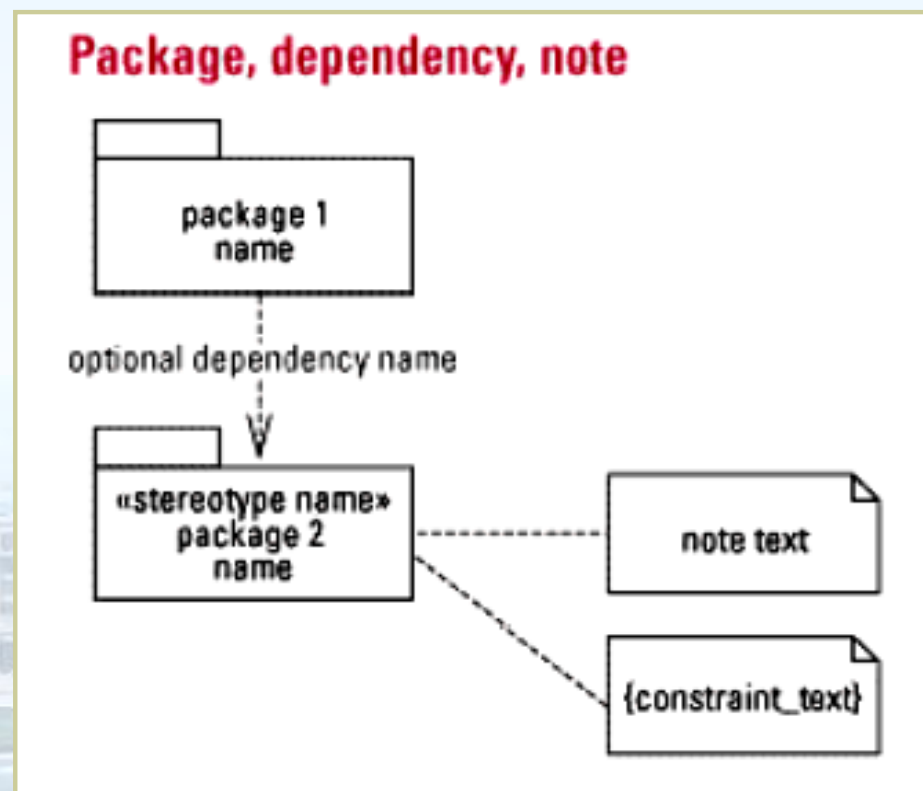 Package, dependency, note
package 1
name
optional dependency name
«stereotype name»
package 2
name
note text
{constraint_text}